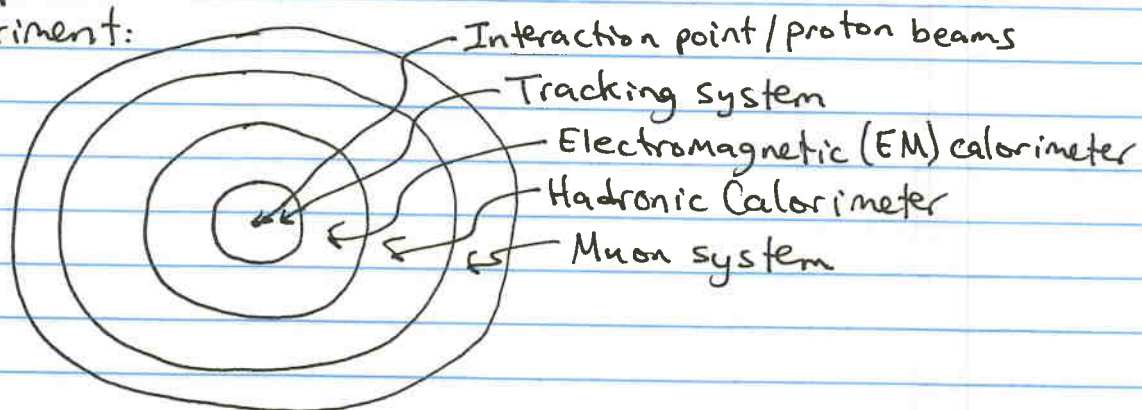 riment:
Interaction point/proton beams
Tracking system
Electromagnetic (EM) calorimeter
Hadronic Calorimeter
Muon system